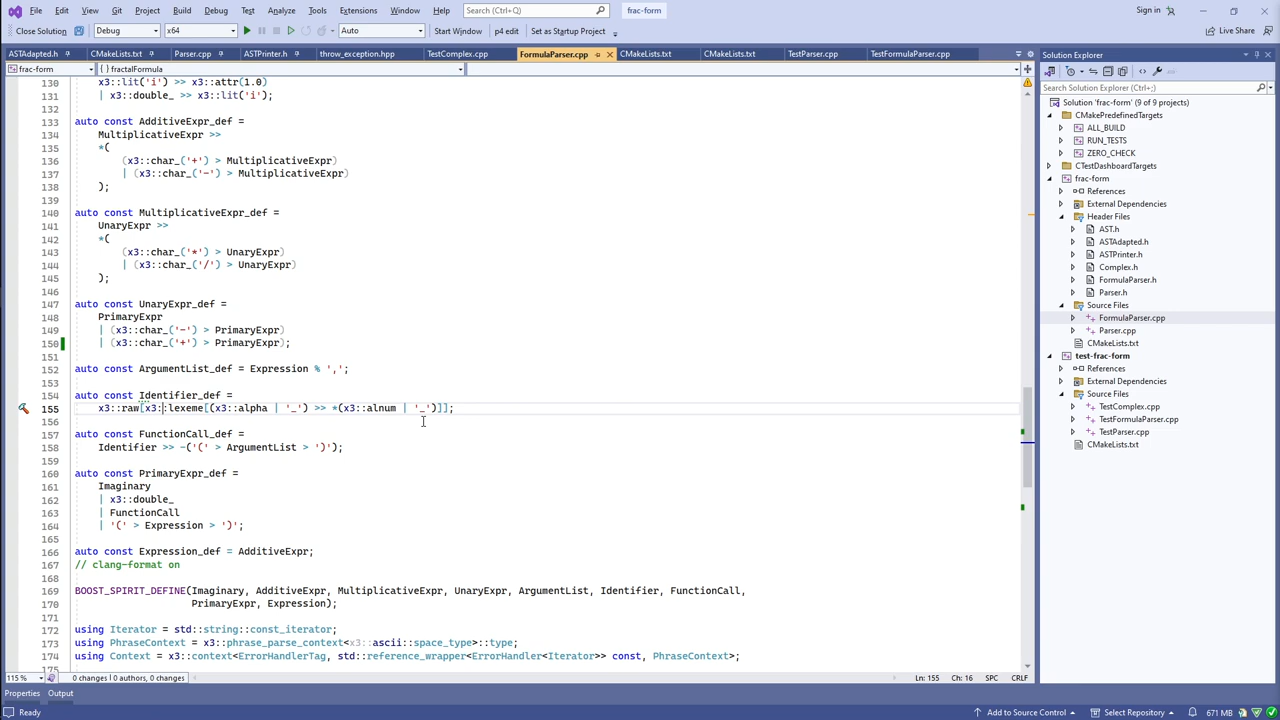 File Edit View Git Project Build Debug Test Analyze Tools Extensions Window Help Search (Ctrl+Q) frac-form Sign in
Close Solution Debug x64 Auto Start Window p4 edit Set as Startup Project Live Share
ASTAdapted.h CMakeLists.txt Parser.cpp ASTPrinter.h throw_exception.hpp TestComplex.cpp FormulaParser.cpp CMakeLists.txt CMakeLists.txt TestParser.cpp TestFormulaParser.cpp
frac-form {} fractalFormula
130 x3::lit('i') >> x3::attr(1.0)
131 | x3::double_ >> x3::lit('i');
132
133 auto const AdditiveExpr_def =
134 MultiplicativeExpr >>
135 *(
136 (x3::char_('+') > MultiplicativeExpr)
137 | (x3::char_('-') > MultiplicativeExpr)
138 );
139
140 auto const MultiplicativeExpr_def =
141 UnaryExpr >>
142 *(
143 (x3::char_('*') > UnaryExpr)
144 | (x3::char_('/') > UnaryExpr)
145 );
146
147 auto const UnaryExpr_def =
148 PrimaryExpr
149 | (x3::char_('-') > PrimaryExpr)
150 | (x3::char_('+') > PrimaryExpr);
151
152 auto const ArgumentList_def = Expression % ',';
153
154 auto const Identifier_def =
155 x3::raw[x3::lexeme[(x3::alpha | '_') >> *(x3::alnum | '_')]];
156
157 auto const FunctionCall_def =
158 Identifier >> -('(' > ArgumentList > ')');
159
160 auto const PrimaryExpr_def =
161 Imaginary
162 | x3::double_
163 | FunctionCall
164 | '(' > Expression > ')';
165
166 auto const Expression_def = AdditiveExpr;
167 // clang-format on
168
169 BOOST_SPIRIT_DEFINE(Imaginary, AdditiveExpr, MultiplicativeExpr, UnaryExpr, ArgumentList, Identifier, FunctionCall,
170 PrimaryExpr, Expression);
171
172 using Iterator = std::string::const_iterator;
173 using PhraseContext = x3::phrase_parse_context<x3::ascii::space_type>::type;
174 using Context = x3::context<ErrorHandlerTag, std::reference_wrapper<ErrorHandler<Iterator>> const, PhraseContext>;
175
115 % 0 changes | 0 authors, 0 changes Ln: 155 Ch: 16 SPC CRLF
Properties Output
Ready Add to Source Control Select Repository 671 MB
Solution Explorer
Search Solution Explorer (Ctrl+;)
Solution 'frac-form' (9 of 9 projects)
CMakePredefinedTargets
ALL_BUILD
RUN_TESTS
ZERO_CHECK
CTestDashboardTargets
frac-form
References
External Dependencies
Header Files
AST.h
ASTAdapted.h
ASTPrinter.h
Complex.h
FormulaParser.h
Parser.h
Source Files
FormulaParser.cpp
Parser.cpp
CMakeLists.txt
test-frac-form
References
External Dependencies
Source Files
TestComplex.cpp
TestFormulaParser.cpp
TestParser.cpp
CMakeLists.txt